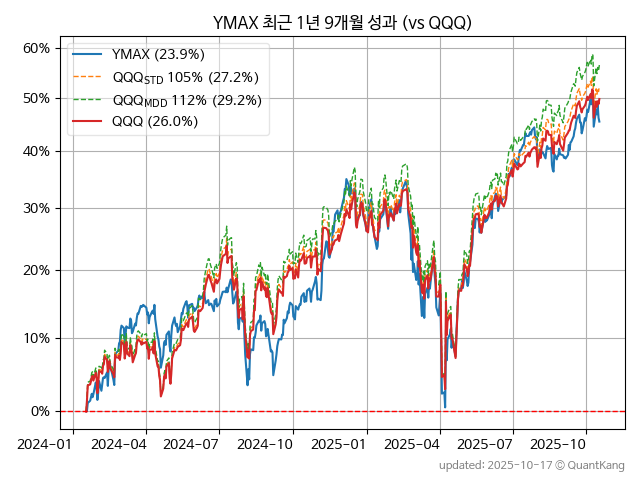 YMAX 최근 1년 9개월 성과 (vs QQQ)
YMAX (23.9%)
QQQSTD 105% (27.2%)
QQQMDD 112% (29.2%)
QQQ (26.0%)
60%
50%
40%
30%
20%
10%
0%
2024-01 2024-04 2024-07 2024-10 2025-01 2025-04 2025-07 2025-10
updated: 2025-10-17 ⓒ QuantKang